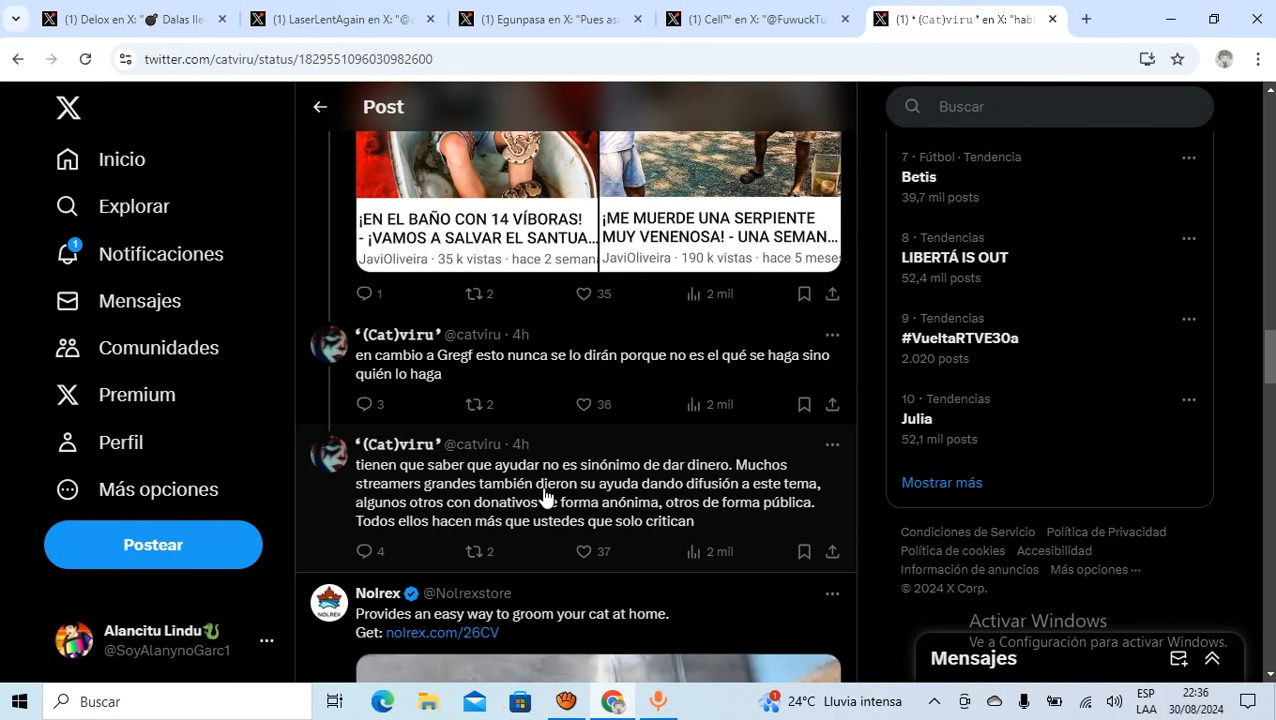 (1) Delox en X: "💣 Dalas lle
(1) LaserLentAgain en X: "@c
(1) Egunpasa en X: "Pues así
(1) Cell™ en X: "@FuwuckTu
(1) ❛(Cat)viru❜ en X: "hab
twitter.com/catviru/status/1829551096030982600
Inicio
Explorar
1
Notificaciones
Mensajes
Comunidades
Premium
Perfil
Más opciones
Postear
Alancitu Lindu🐍
@SoyAlanynoGarc1
Post
¡EN EL BAÑO CON 14 VÍBORAS!
- ¡VAMOS A SALVAR EL SANTUA...
JaviOliveira · 35 k vistas · hace 2 seman
¡ME MUERDE UNA SERPIENTE
MUY VENENOSA! - UNA SEMAN...
JaviOliveira · 190 k vistas · hace 5 mese
1 2 35 2 mil
❛(Cat)viru❜ @catviru · 4h
en cambio a Gregf esto nunca se lo dirán porque no es el qué se haga sino
quién lo haga
3 2 36 2 mil
❛(Cat)viru❜ @catviru · 4h
tienen que saber que ayudar no es sinónimo de dar dinero. Muchos
streamers grandes también dieron su ayuda dando difusión a este tema,
algunos otros con donativos de forma anónima, otros de forma pública.
Todos ellos hacen más que ustedes que solo critican
4 2 37 2 mil
NOLREX
Nolrex @Nolrexstore
Provides an easy way to groom your cat at home.
Get: nolrex.com/26CV
Buscar
7 · Fútbol · Tendencia
Betis
39,7 mil posts
8 · Tendencias
LIBERTÁ IS OUT
52,4 mil posts
9 · Tendencias
#VueltaRTVE30a
2.020 posts
10 · Tendencias
Julia
52,1 mil posts
Mostrar más
Condiciones de Servicio Política de Privacidad
Política de cookies Accesibilidad
Información de anuncios Más opciones ···
© 2024 X Corp.
Activar Windows
Ve a Configuración para activar Windows.
Mensajes
Buscar
1
24°C Lluvia intensa
ESP
LAA
22:36
30/08/2024